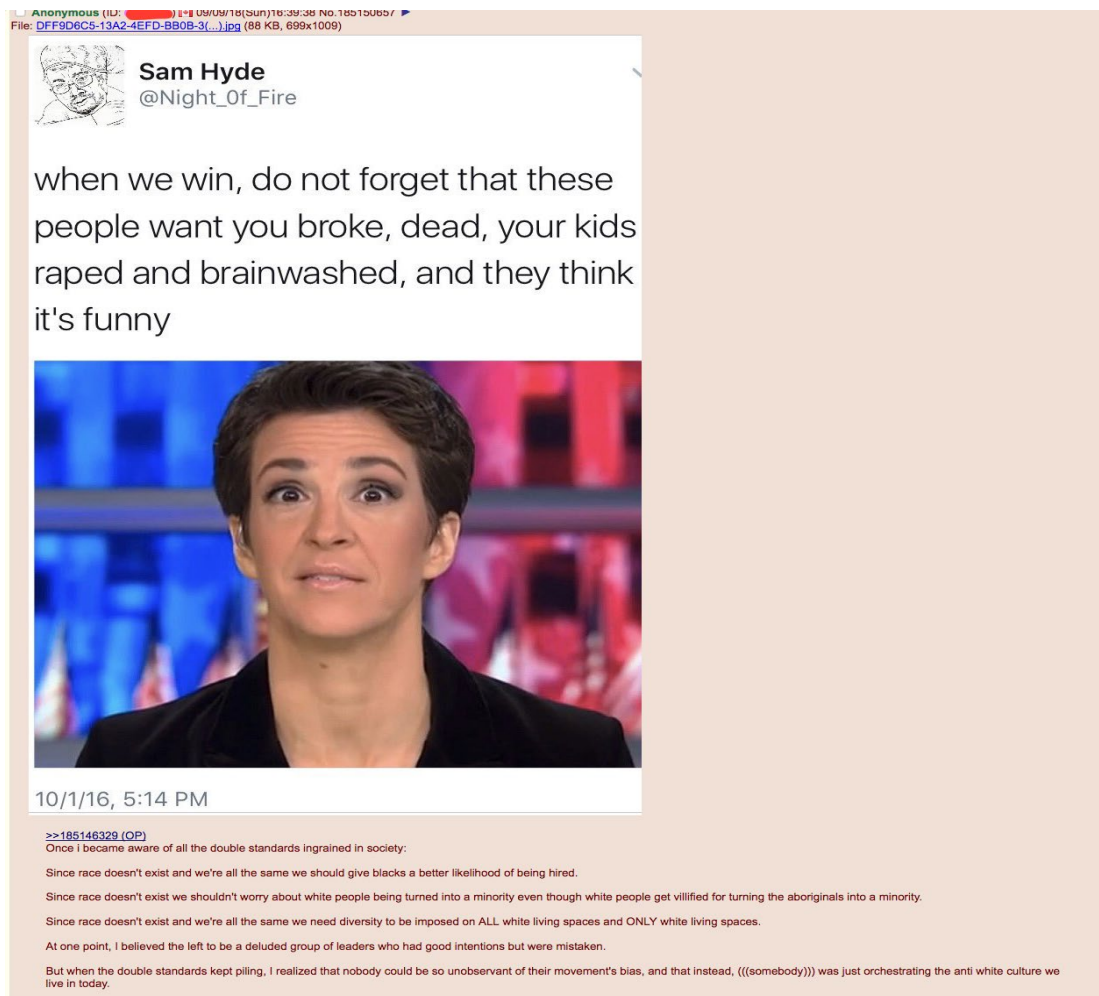 Anonymous (ID: ) 09/09/18(Sun)16:39:38 No.185150657
File: DFF9D6C5-13A2-4EFD-BB0B-3(...).jpg (88 KB, 699x1009)
Sam Hyde
@Night_0f_Fire
when we win, do not forget that these
people want you broke, dead, your kids
raped and brainwashed, and they think
it's funny
10/1/16, 5:14 PM
>>185146329 (OP)
Once i became aware of all the double standards ingrained in society:
Since race doesn't exist and we're all the same we should give blacks a better likelihood of being hired.
Since race doesn't exist we shouldn't worry about white people being turned into a minority even though white people get villified for turning the aboriginals into a minority.
Since race doesn't exist and we're all the same we need diversity to be imposed on ALL white living spaces and ONLY white living spaces.
At one point, I believed the left to be a deluded group of leaders who had good intentions but were mistaken.
But when the double standards kept piling, I realized that nobody could be so unobservant of their movement's bias, and that instead, (((somebody))) was just orchestrating the anti white culture we
live in today.